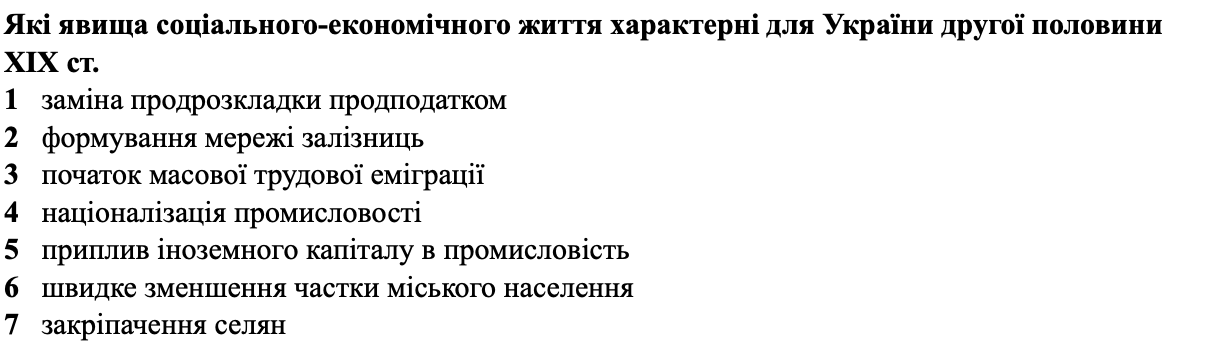 Які явища соціального-економічного життя характерні для України другої половини
XIX ст.
1 заміна продрозкладки продподатком
2 формування мережі залізниць
3 початок масової трудової еміграції
4 націоналізація промисловості
5 приплив іноземного капіталу в промисловість
6 швидке зменшення частки міського населення
7 закріпачення селян